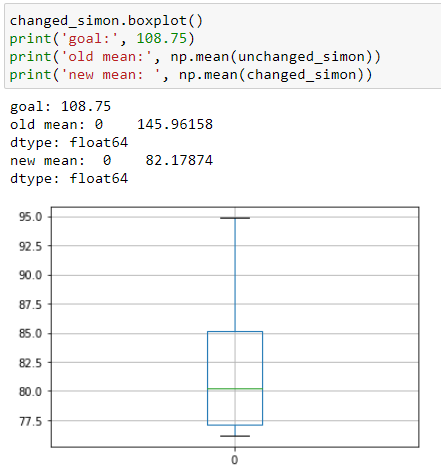 changed_simon.boxplot()
print('goal:', 108.75)
print('old mean:', np.mean(unchanged_simon))
print('new mean: ', np.mean(changed_simon))
goal: 108.75
old mean: 0    145.96158
dtype: float64
new mean:  0    82.17874
dtype: float64
95.0
92.5
90.0
87.5
85.0
82.5
80.0
77.5
0